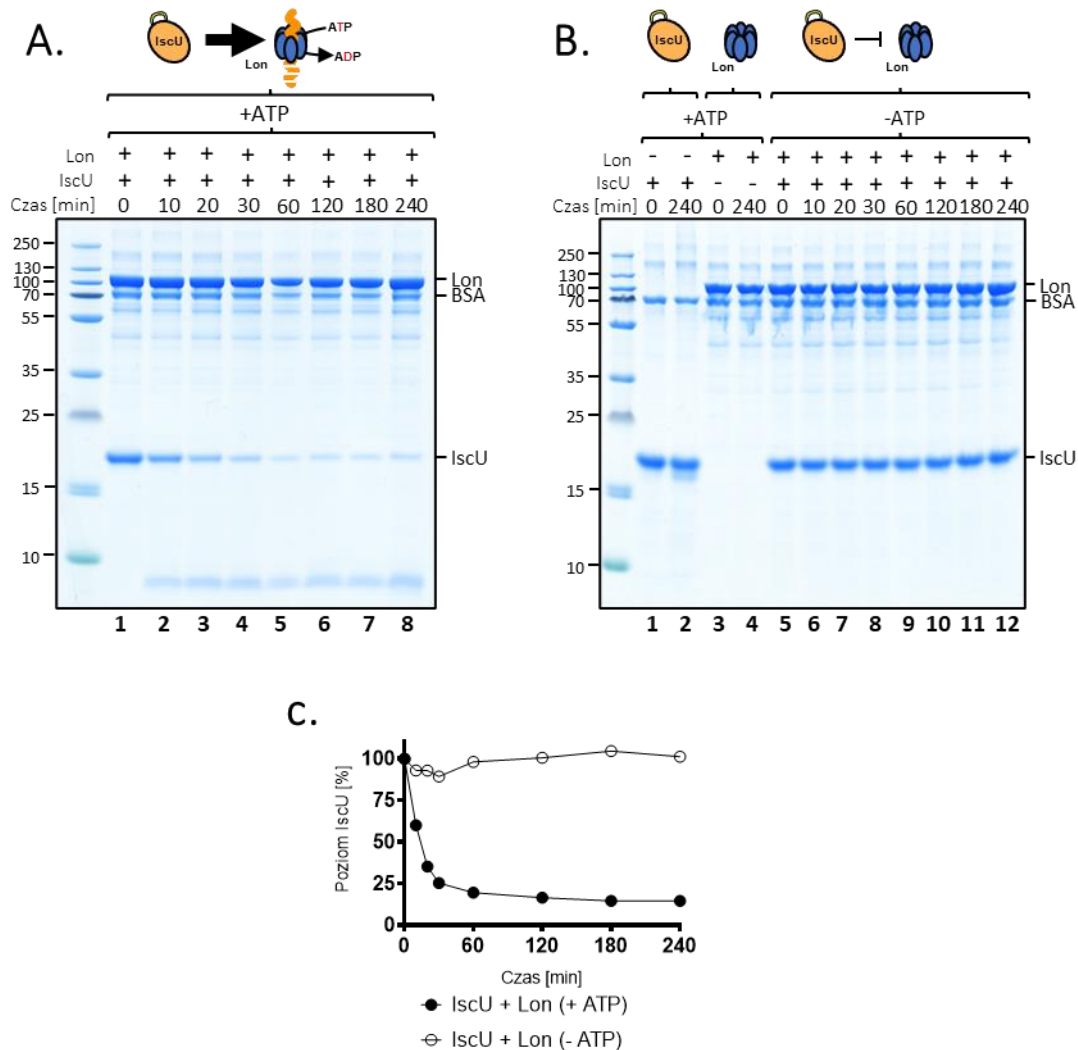 A.
IscU
Lon
ATP
ADP
+ATP
Lon + + + + + + + +
IscU + + + + + + + +
Czas [min] 0 10 20 30 60 120 180 240
250
130
100
70
55
35
25
15
10
Lon
BSA
IscU
1 2 3 4 5 6 7 8
B.
IscU Lon IscU Lon
+ATP -ATP
Lon - - + + + + + + + + + +
IscU + + - - + + + + + + + +
Czas [min] 0 240 0 240 0 10 20 30 60 120 180 240
250
130
100
70
55
35
25
15
10
Lon
BSA
IscU
1 2 3 4 5 6 7 8 9 10 11 12
C.
Poziom IscU [%]
100
75
50
25
0
0 60 120 180 240
Czas [min]
IscU + Lon (+ ATP)
IscU + Lon (- ATP)